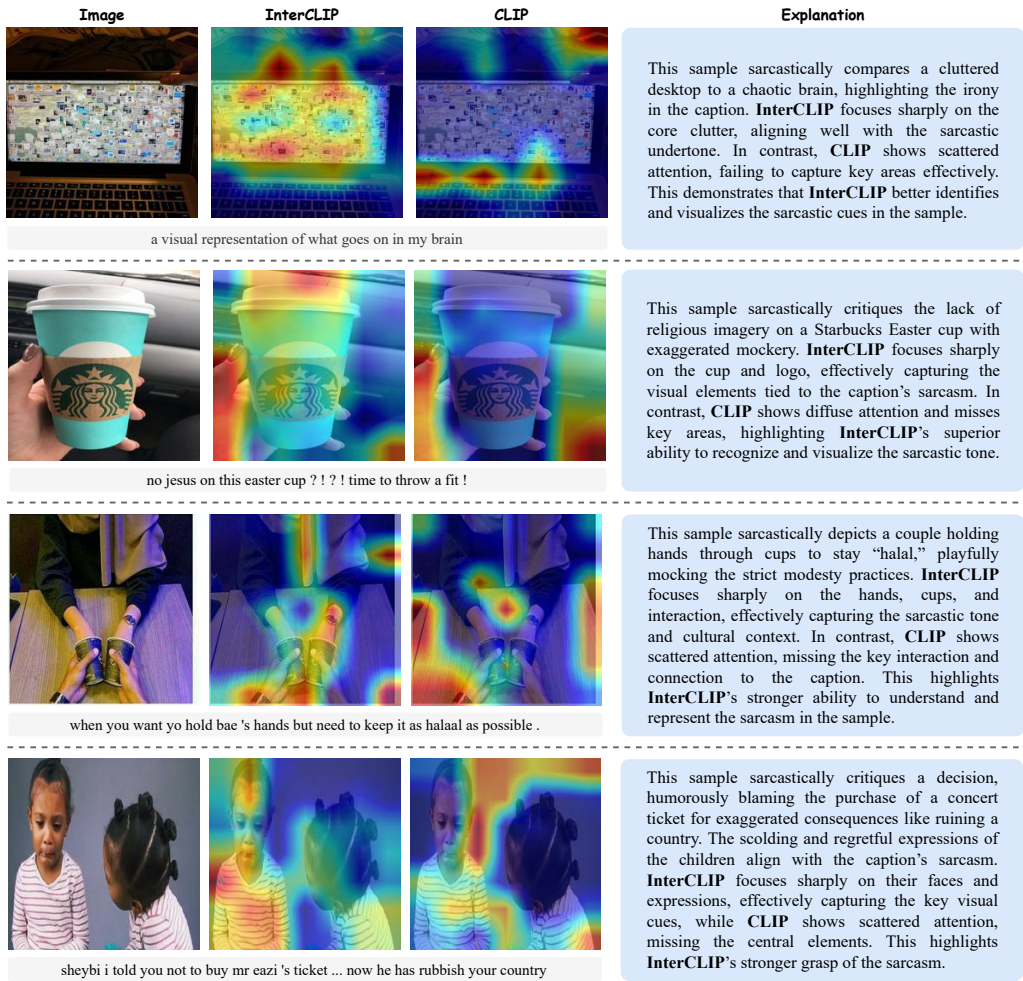 Image InterCLIP CLIP Explanation
This sample sarcastically compares a cluttered
desktop to a chaotic brain, highlighting the irony
in the caption. InterCLIP focuses sharply on the
core clutter, aligning well with the sarcastic
undertone. In contrast, CLIP shows scattered
attention, failing to capture key areas effectively.
This demonstrates that InterCLIP better identifies
and visualizes the sarcastic cues in the sample.
a visual representation of what goes on in my brain
This sample sarcastically critiques the lack of
religious imagery on a Starbucks Easter cup with
exaggerated mockery. InterCLIP focuses sharply
on the cup and logo, effectively capturing the
visual elements tied to the caption's sarcasm. In
contrast, CLIP shows diffuse attention and misses
key areas, highlighting InterCLIP's superior
ability to recognize and visualize the sarcastic tone.
no jesus on this easter cup ? ! ? ! time to throw a fit !
This sample sarcastically depicts a couple holding
hands through cups to stay “halal,” playfully
mocking the strict modesty practices. InterCLIP
focuses sharply on the hands, cups, and
interaction, effectively capturing the sarcastic tone
and cultural context. In contrast, CLIP shows
scattered attention, missing the key interaction and
connection to the caption. This highlights
InterCLIP's stronger ability to understand and
represent the sarcasm in the sample.
when you want yo hold bae 's hands but need to keep it as halaal as possible .
This sample sarcastically critiques a decision,
humorously blaming the purchase of a concert
ticket for exaggerated consequences like ruining a
country. The scolding and regretful expressions of
the children align with the caption's sarcasm.
InterCLIP focuses sharply on their faces and
expressions, effectively capturing the key visual
cues, while CLIP shows scattered attention,
missing the central elements. This highlights
InterCLIP's stronger grasp of the sarcasm.
sheybi i told you not to buy mr eazi 's ticket ... now he has rubbish your country